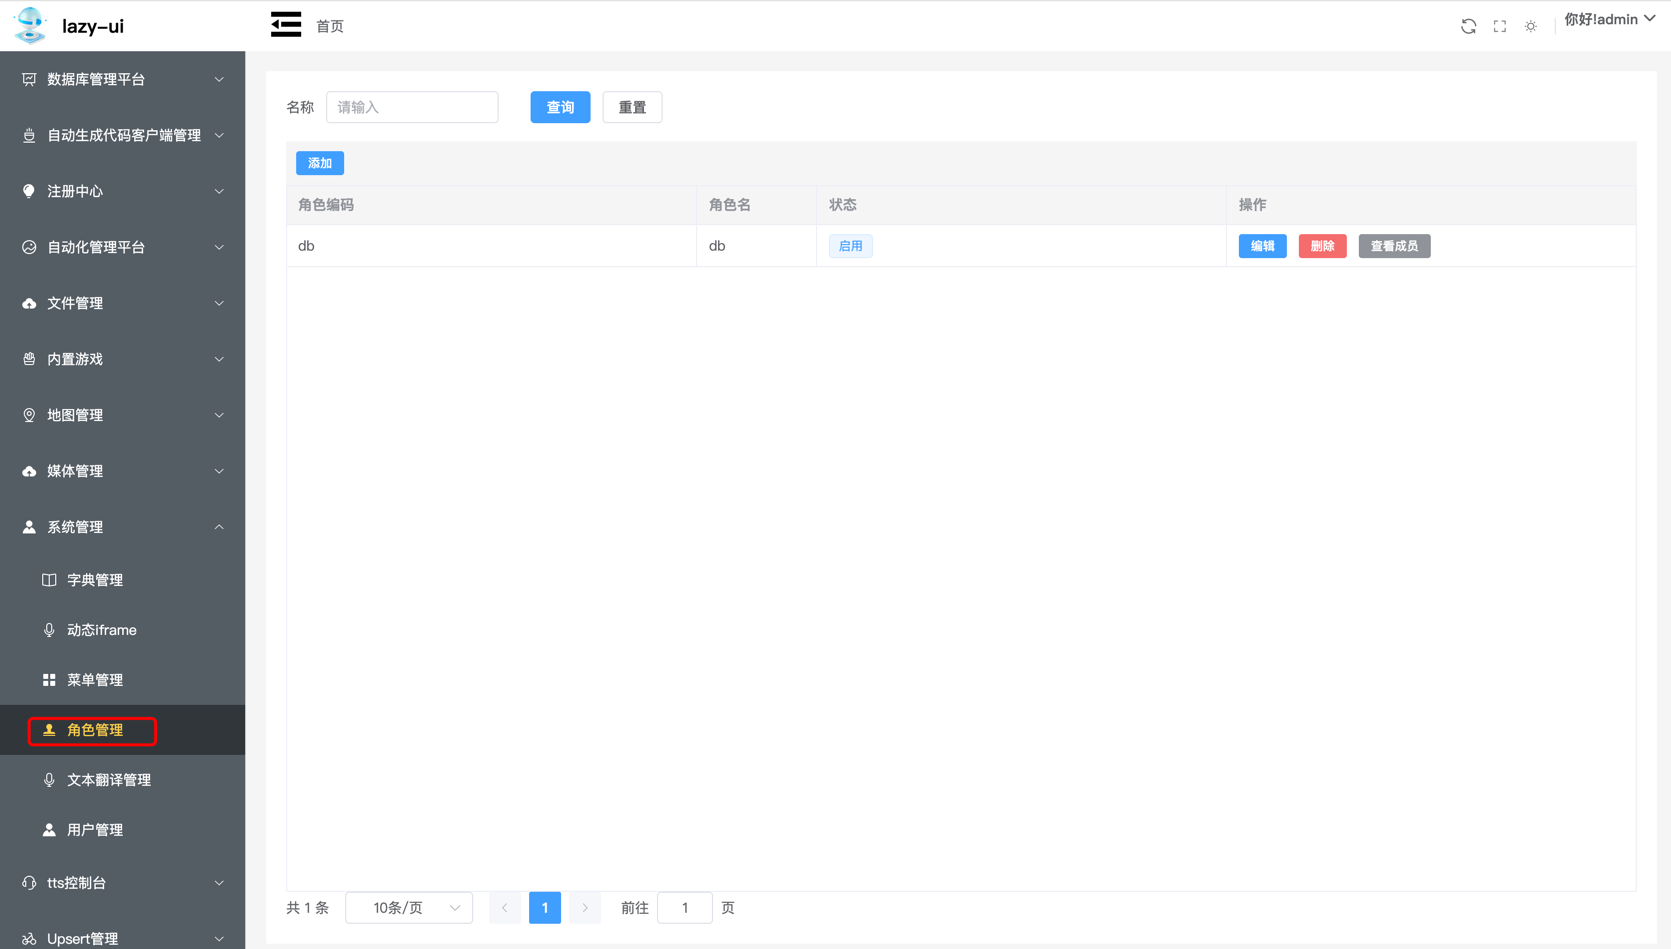 lazy-ui
首页
你好!admin
数据库管理平台
自动生成代码客户端管理
注册中心
自动化管理平台
文件管理
内置游戏
地图管理
媒体管理
系统管理
字典管理
动态iframe
菜单管理
角色管理
文本翻译管理
用户管理
tts控制台
Upsert管理
名称 请输入 查询 重置
添加
角色编码 角色名 状态 操作
db db 启用 编辑 删除 查看成员
共 1 条 10条/页 1 前往 1 页